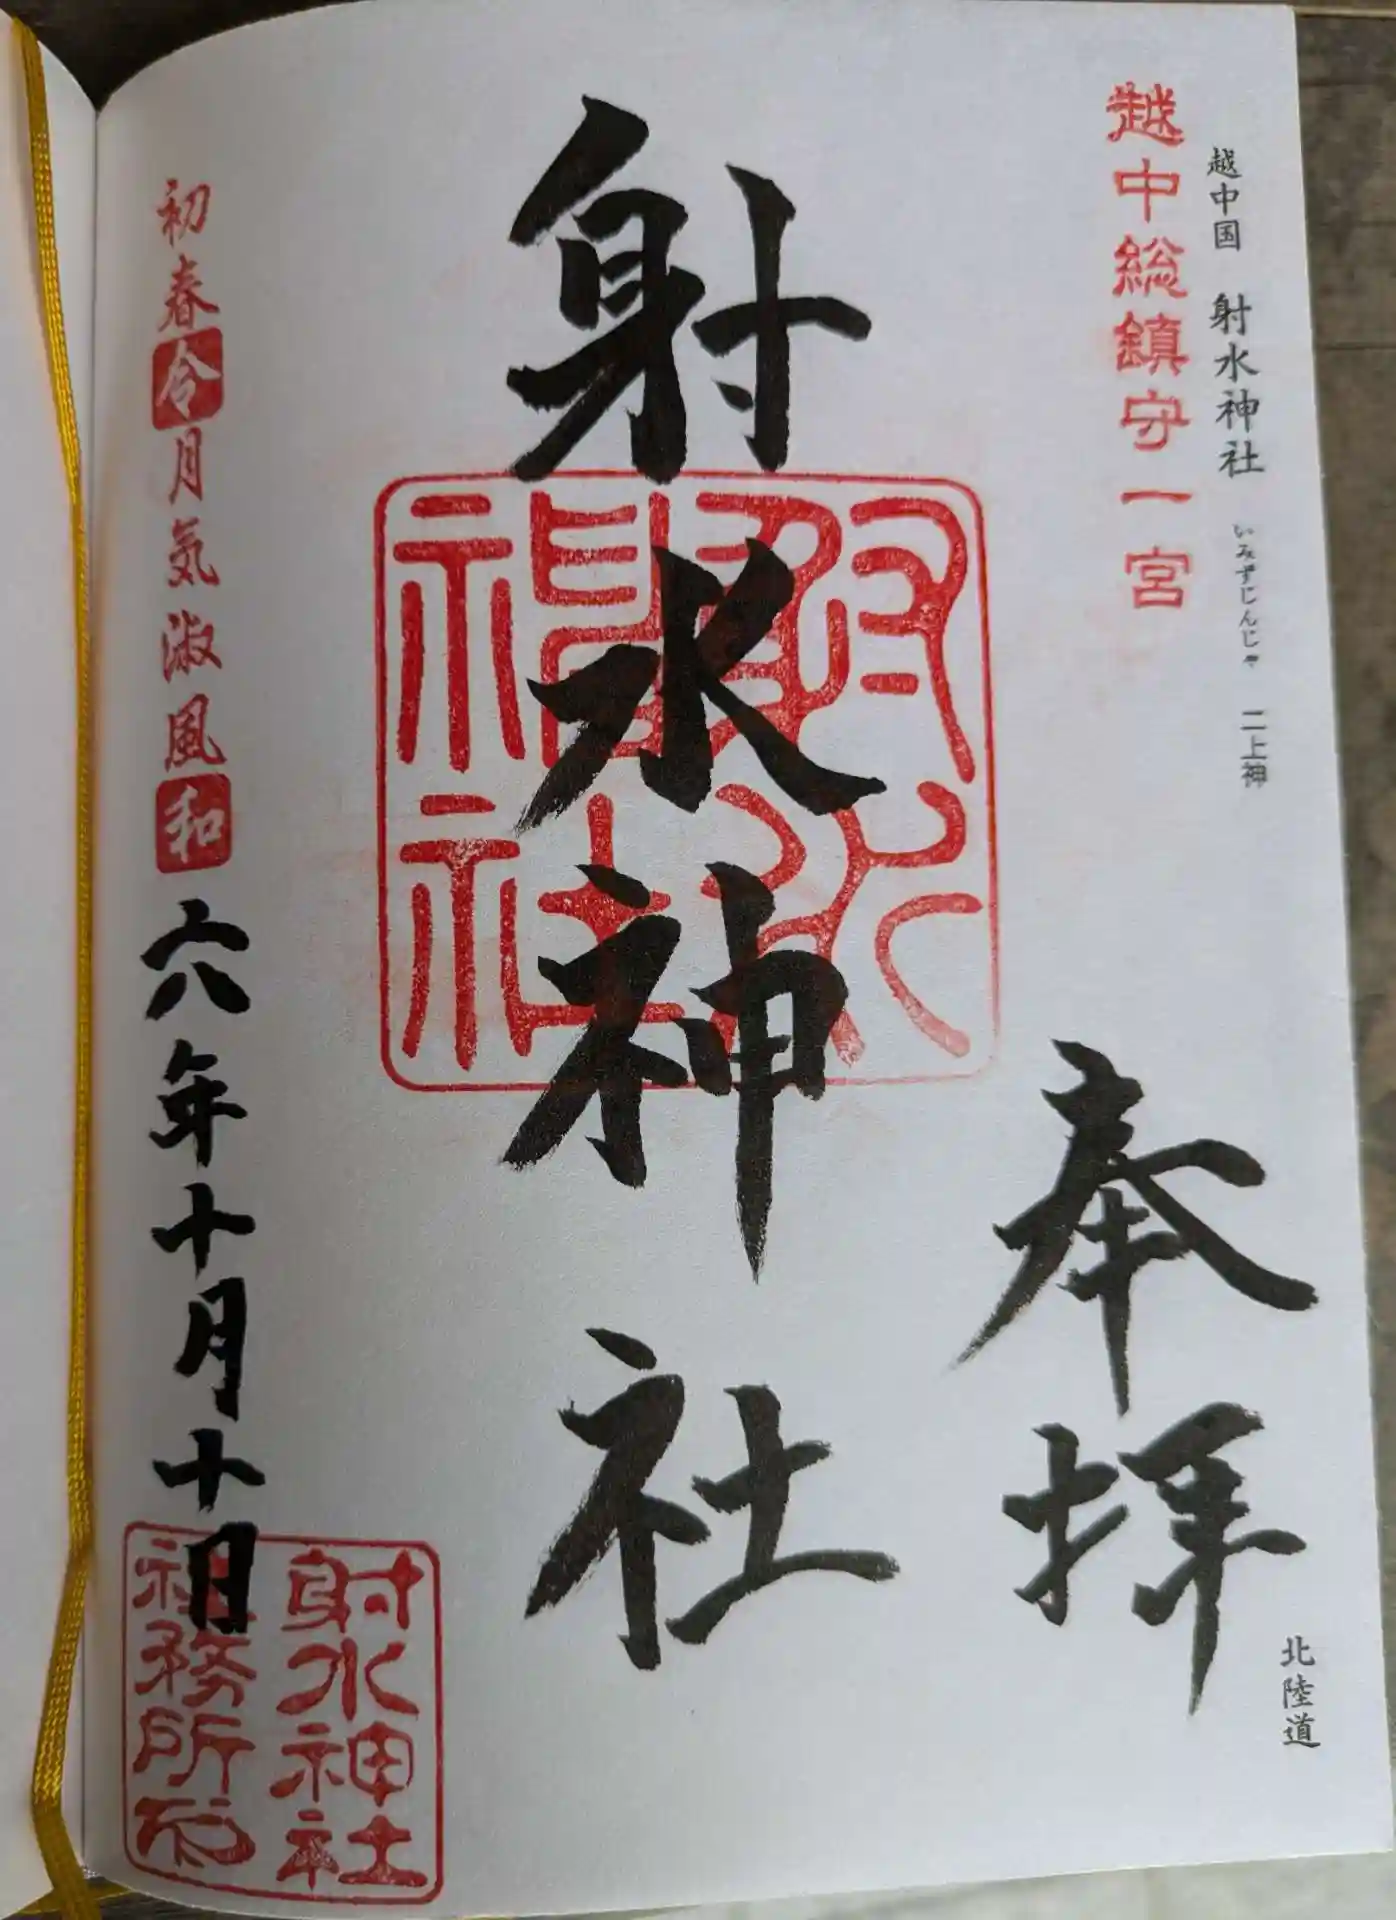 越中国 射水神社 いみずじんじゃ 二上神
北陸道
越中総鎮守一宮
奉拝
射水神社
射水神社
初春令月気淑風和
六年十月十日
射水神社
社務所印